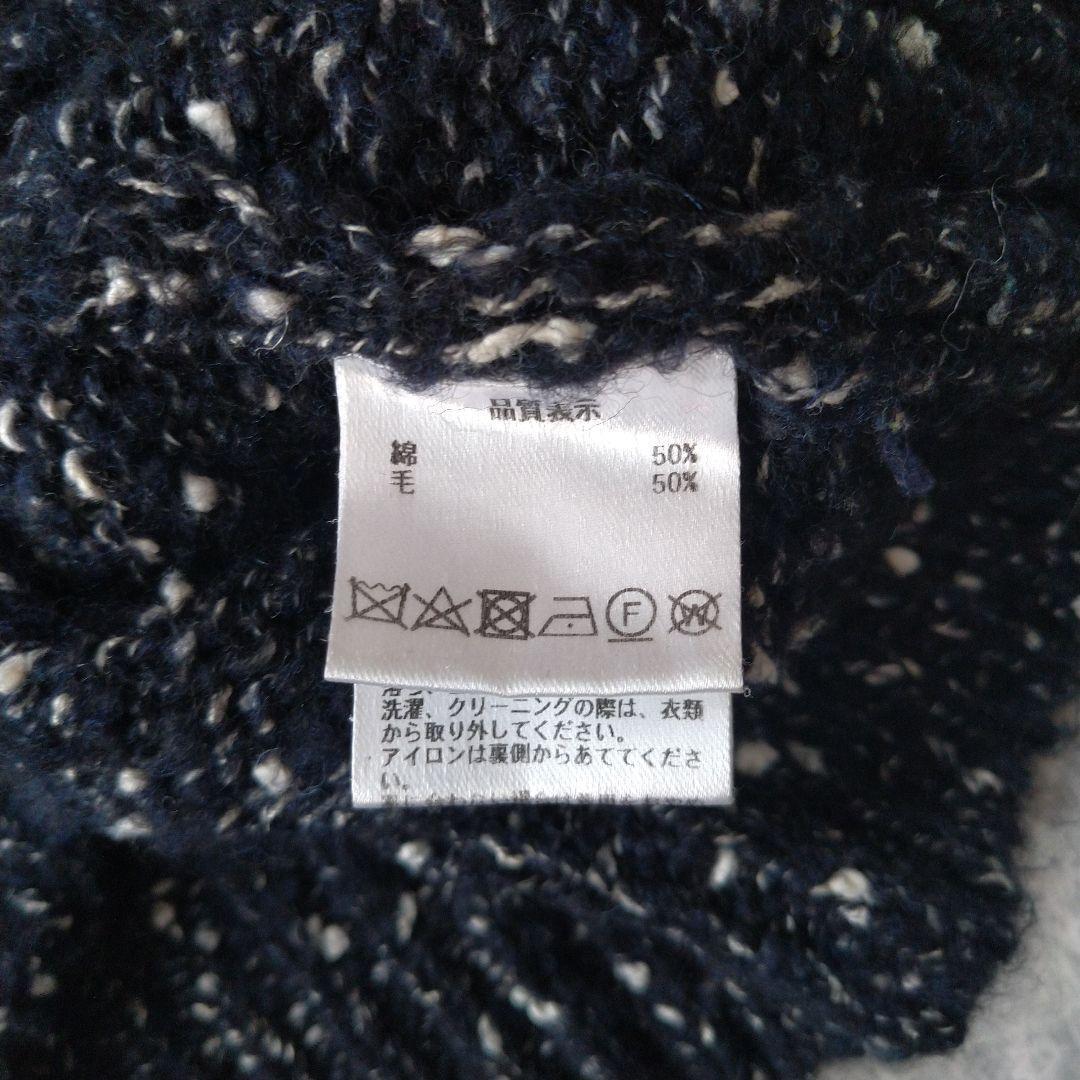 品質表示
綿 50%
毛 50%
F
W
洗濯、クリーニングの際は、衣類
から取り外してください。
アイロンは裏側からあててくださ
い。